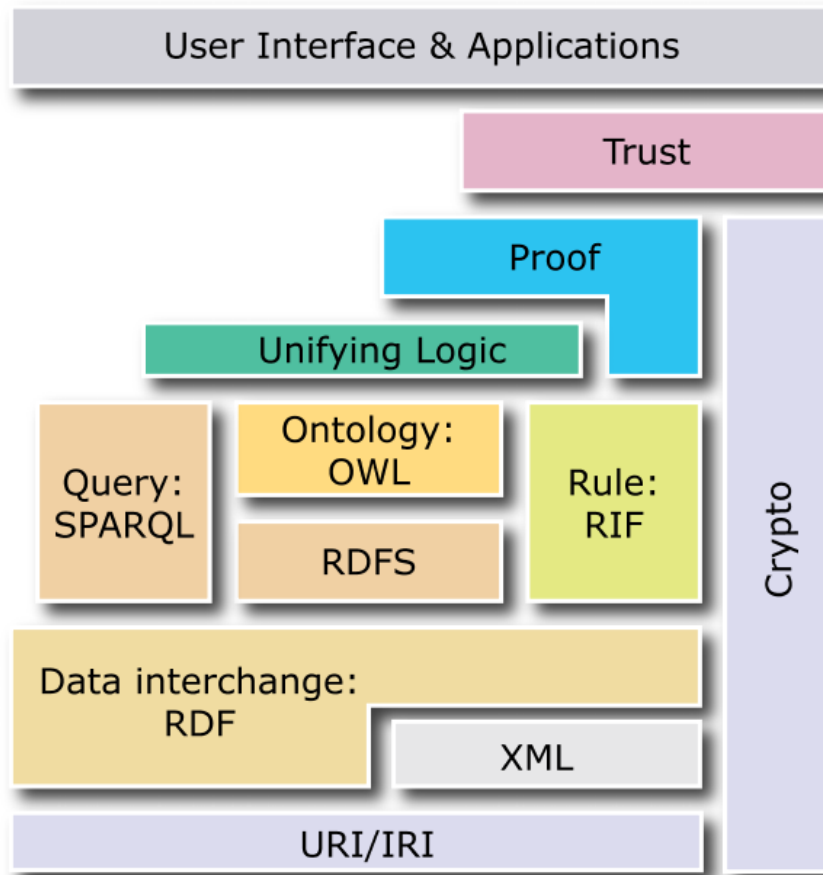 User Interface & Applications
Trust
Proof
Unifying Logic
Query:
SPARQL
Ontology:
OWL
RDFS
Rule:
RIF
Crypto
Data interchange:
RDF
XML
URI/IRI